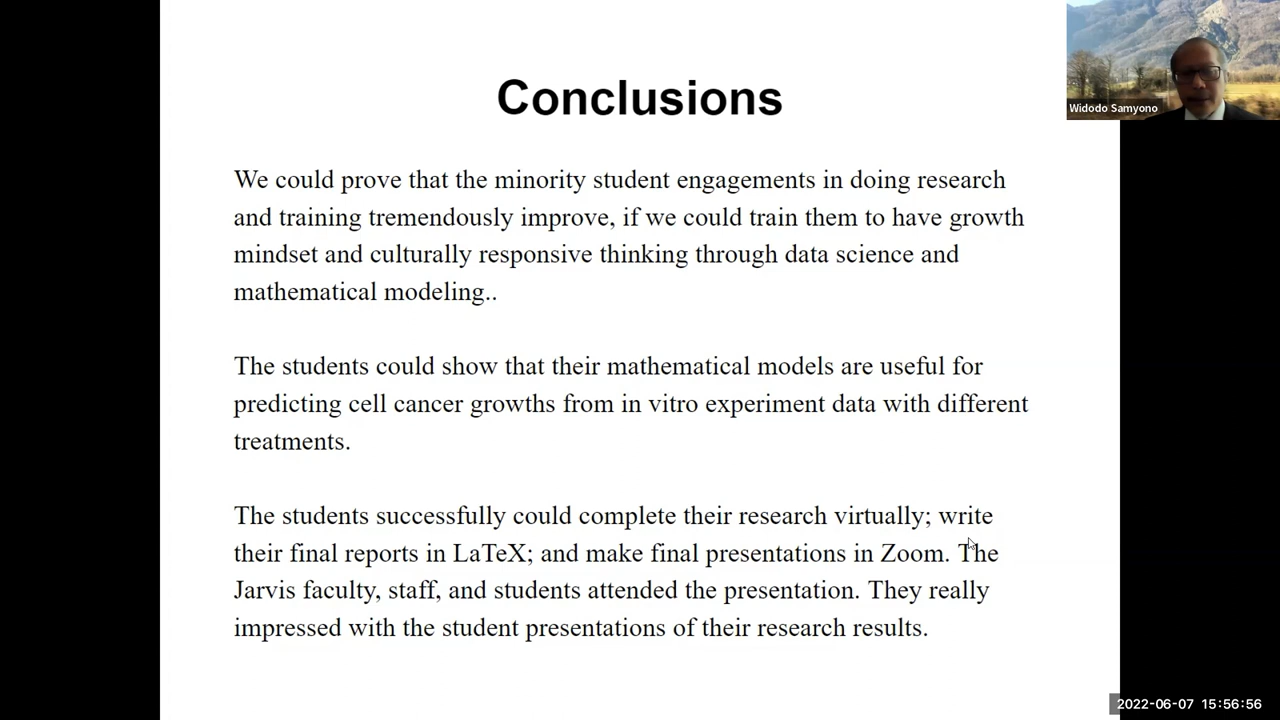 Conclusions
Widodo Samyono
We could prove that the minority student engagements in doing research
and training tremendously improve, if we could train them to have growth
mindset and culturally responsive thinking through data science and
mathematical modeling..
The students could show that their mathematical models are useful for
predicting cell cancer growths from in vitro experiment data with different
treatments.
The students successfully could complete their research virtually; write
their final reports in LaTeX; and make final presentations in Zoom. The
Jarvis faculty, staff, and students attended the presentation. They really
impressed with the student presentations of their research results.
2022-06-07 15:56:56